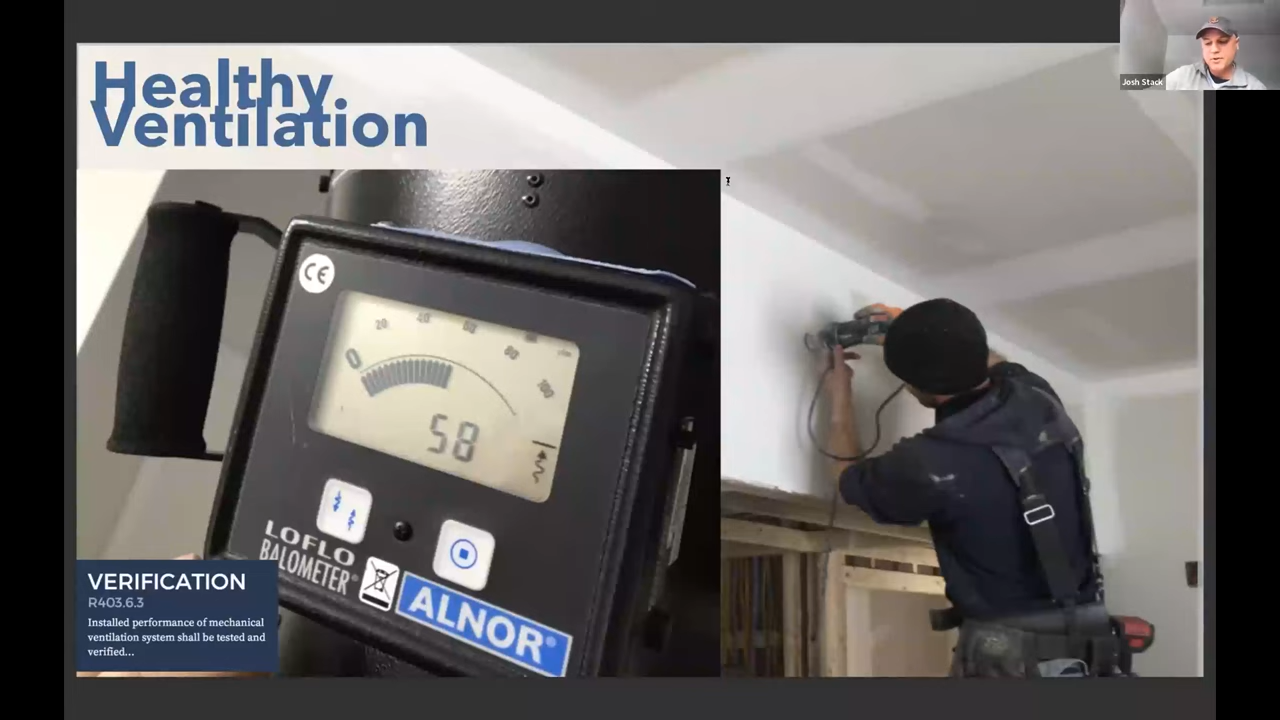 Healthy
Ventilation
Josh Stack
CE
0 20 40 60 80 100
58
LOFLO
BALOMETER®
ALNOR®
VERIFICATION
R403.6.3
Installed performance of mechanical
ventilation system shall be tested and
verified...